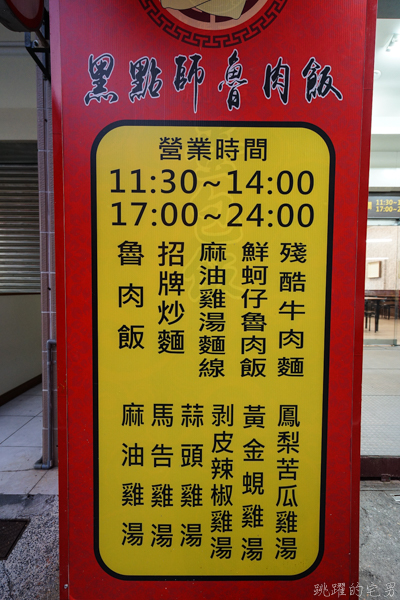 黑點師魯肉飯
營業時間
11:30~14:00
17:00~24:00
殘酷牛肉麵
鮮蚵仔魯肉飯
麻油雞湯麵線
招牌炒麵
魯肉飯
鳳梨苦瓜雞湯
黃金蜆雞湯
剥皮辣椒雞湯
蒜頭雞湯
馬告雞湯
麻油雞湯
跳躍的宅男